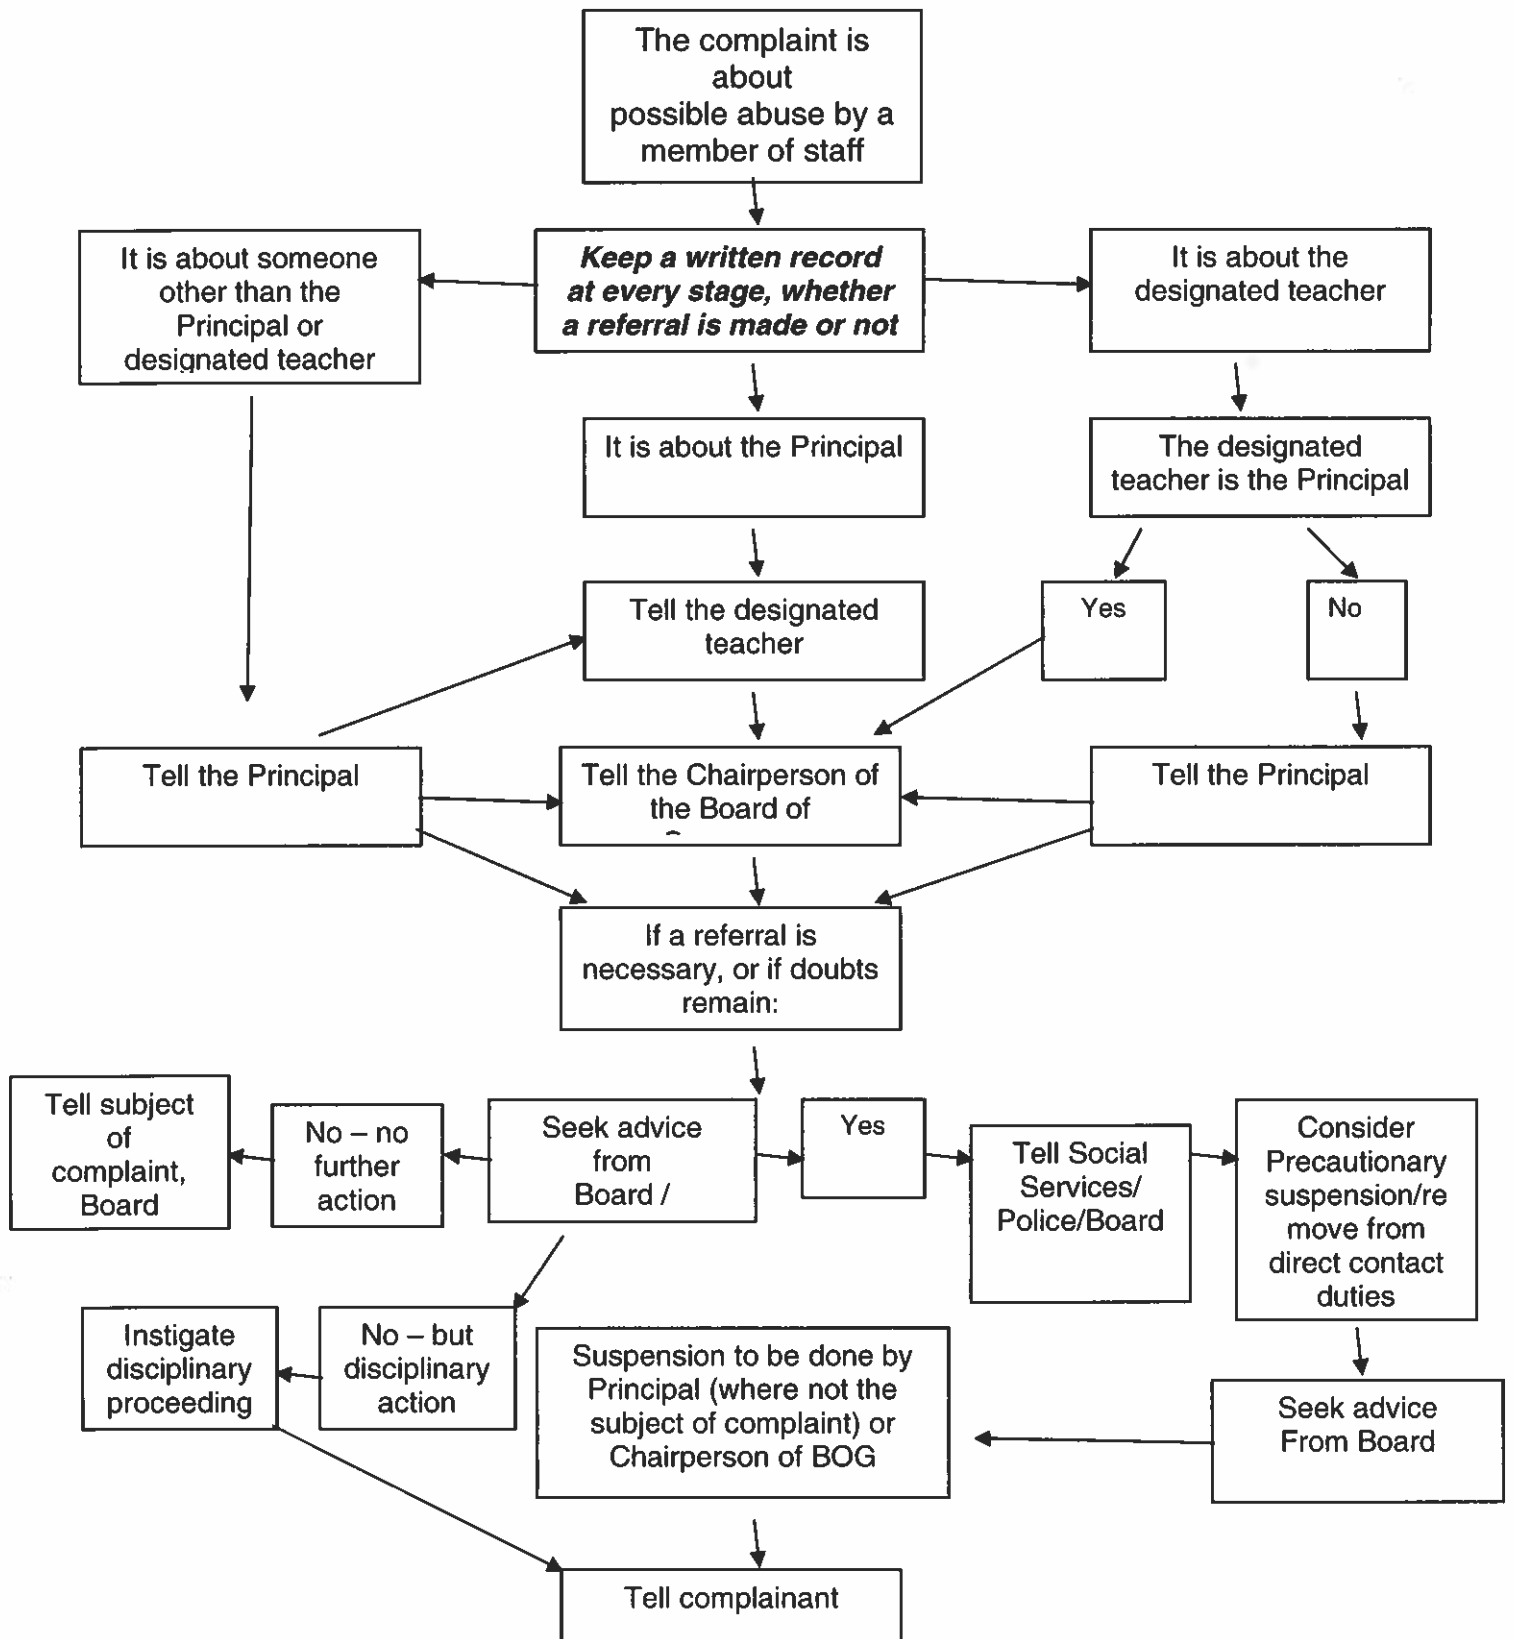 The complaint is
about
possible abuse by a
member of staff
It is about someone
other than the
Principal or
designated teacher
Keep a written record
at every stage, whether
a referral is made or not
It is about the
designated teacher
It is about the Principal
The designated
teacher is the Principal
Tell the designated
teacher
Yes
No
Tell the Principal
Tell the Chairperson of
the Board of
Tell the Principal
If a referral is
necessary, or if doubts
remain:
Tell subject
of
complaint,
Board
No – no
further
action
Seek advice
from
Board /
Yes
Tell Social
Services/
Police/Board
Consider
Precautionary
suspension/re
move from
direct contact
duties
Instigate
disciplinary
proceeding
No – but
disciplinary
action
Suspension to be done by
Principal (where not the
subject of complaint) or
Chairperson of BOG
Seek advice
From Board
Tell complainant